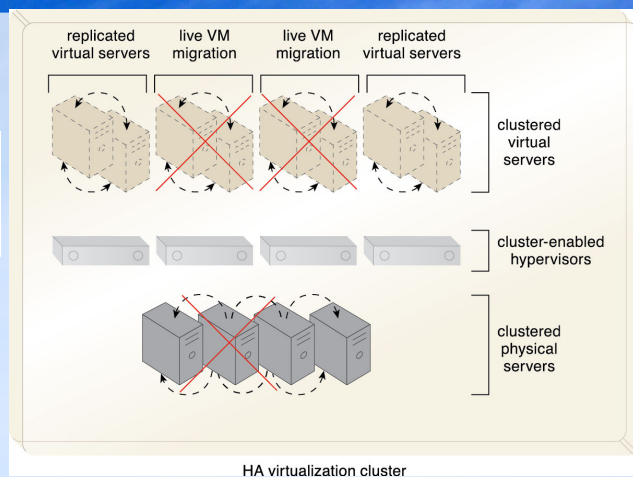 replicated
virtual servers
live VM
migration
live VM
migration
replicated
virtual servers
clustered
virtual
servers
cluster-enabled
hypervisors
clustered
physical
servers
HA virtualization cluster